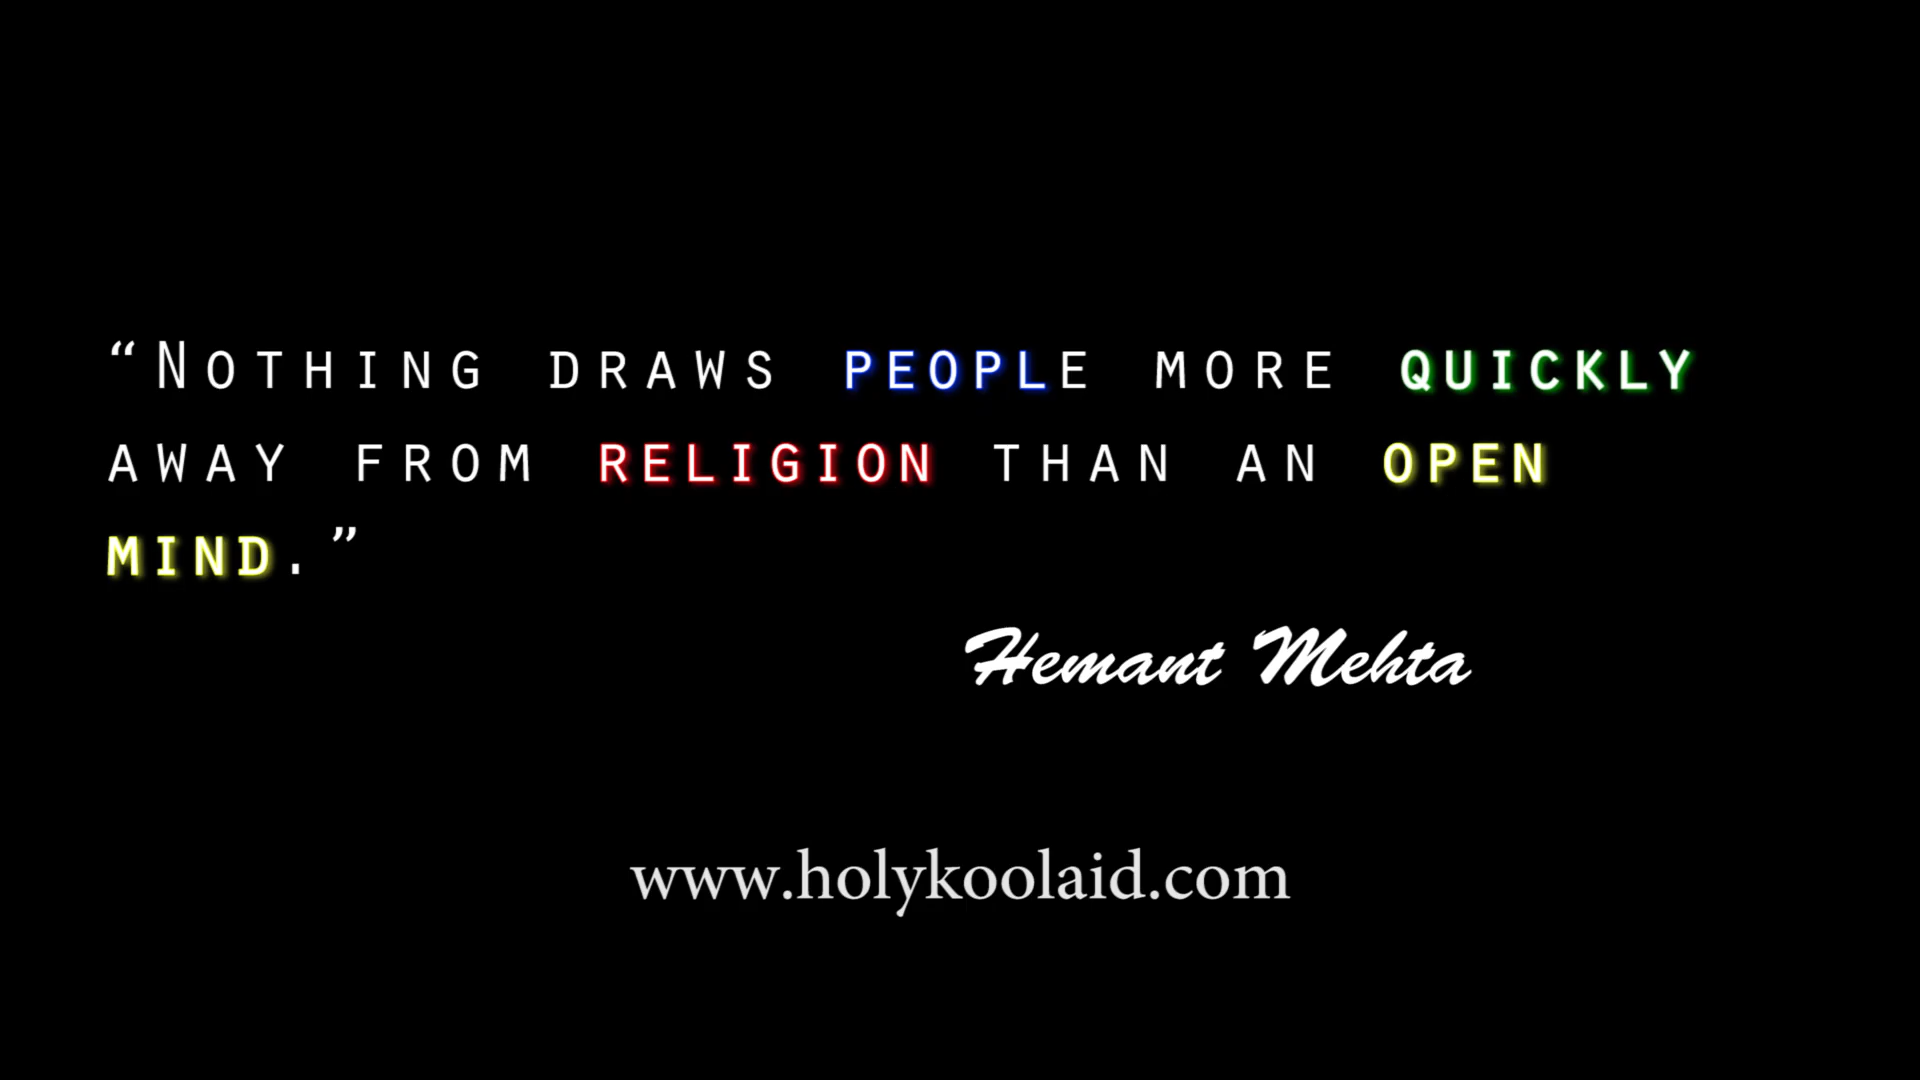 “Nothing draws people more quickly
away from religion than an open
mind.”
Hemant Mehta
www.holykoolaid.com